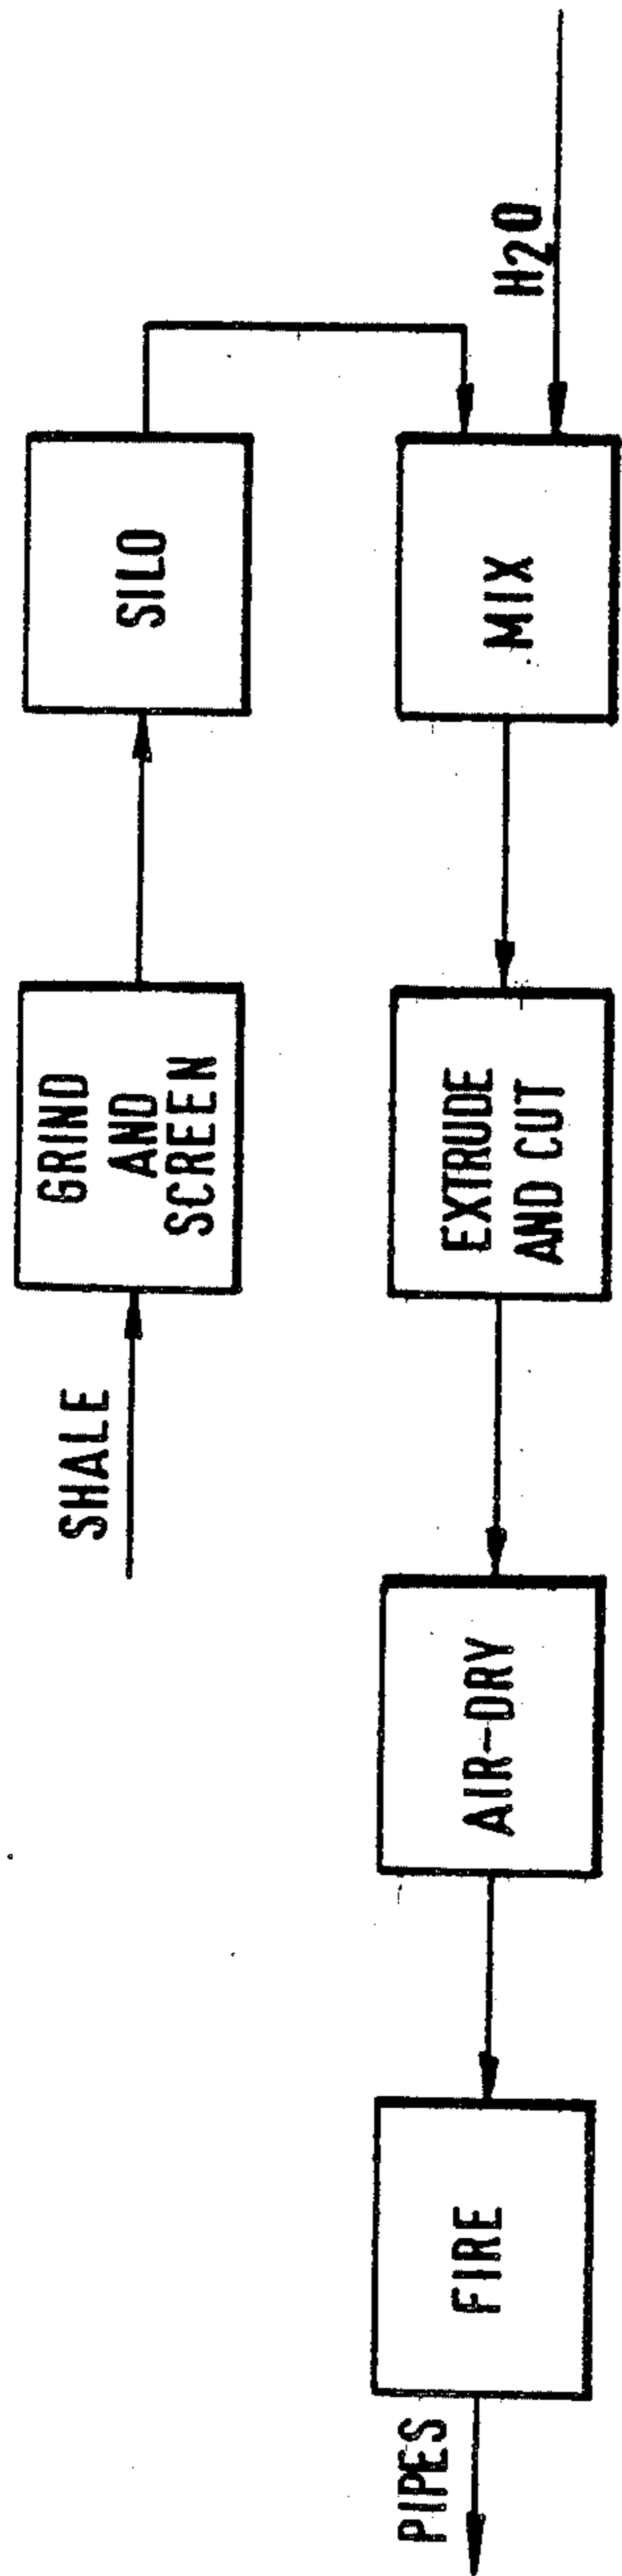 SHALE
GRIND
AND
SCREEN
SILO
H2O
MIX
EXTRUDE
AND CUT
AIR-DRY
FIRE
PIPES